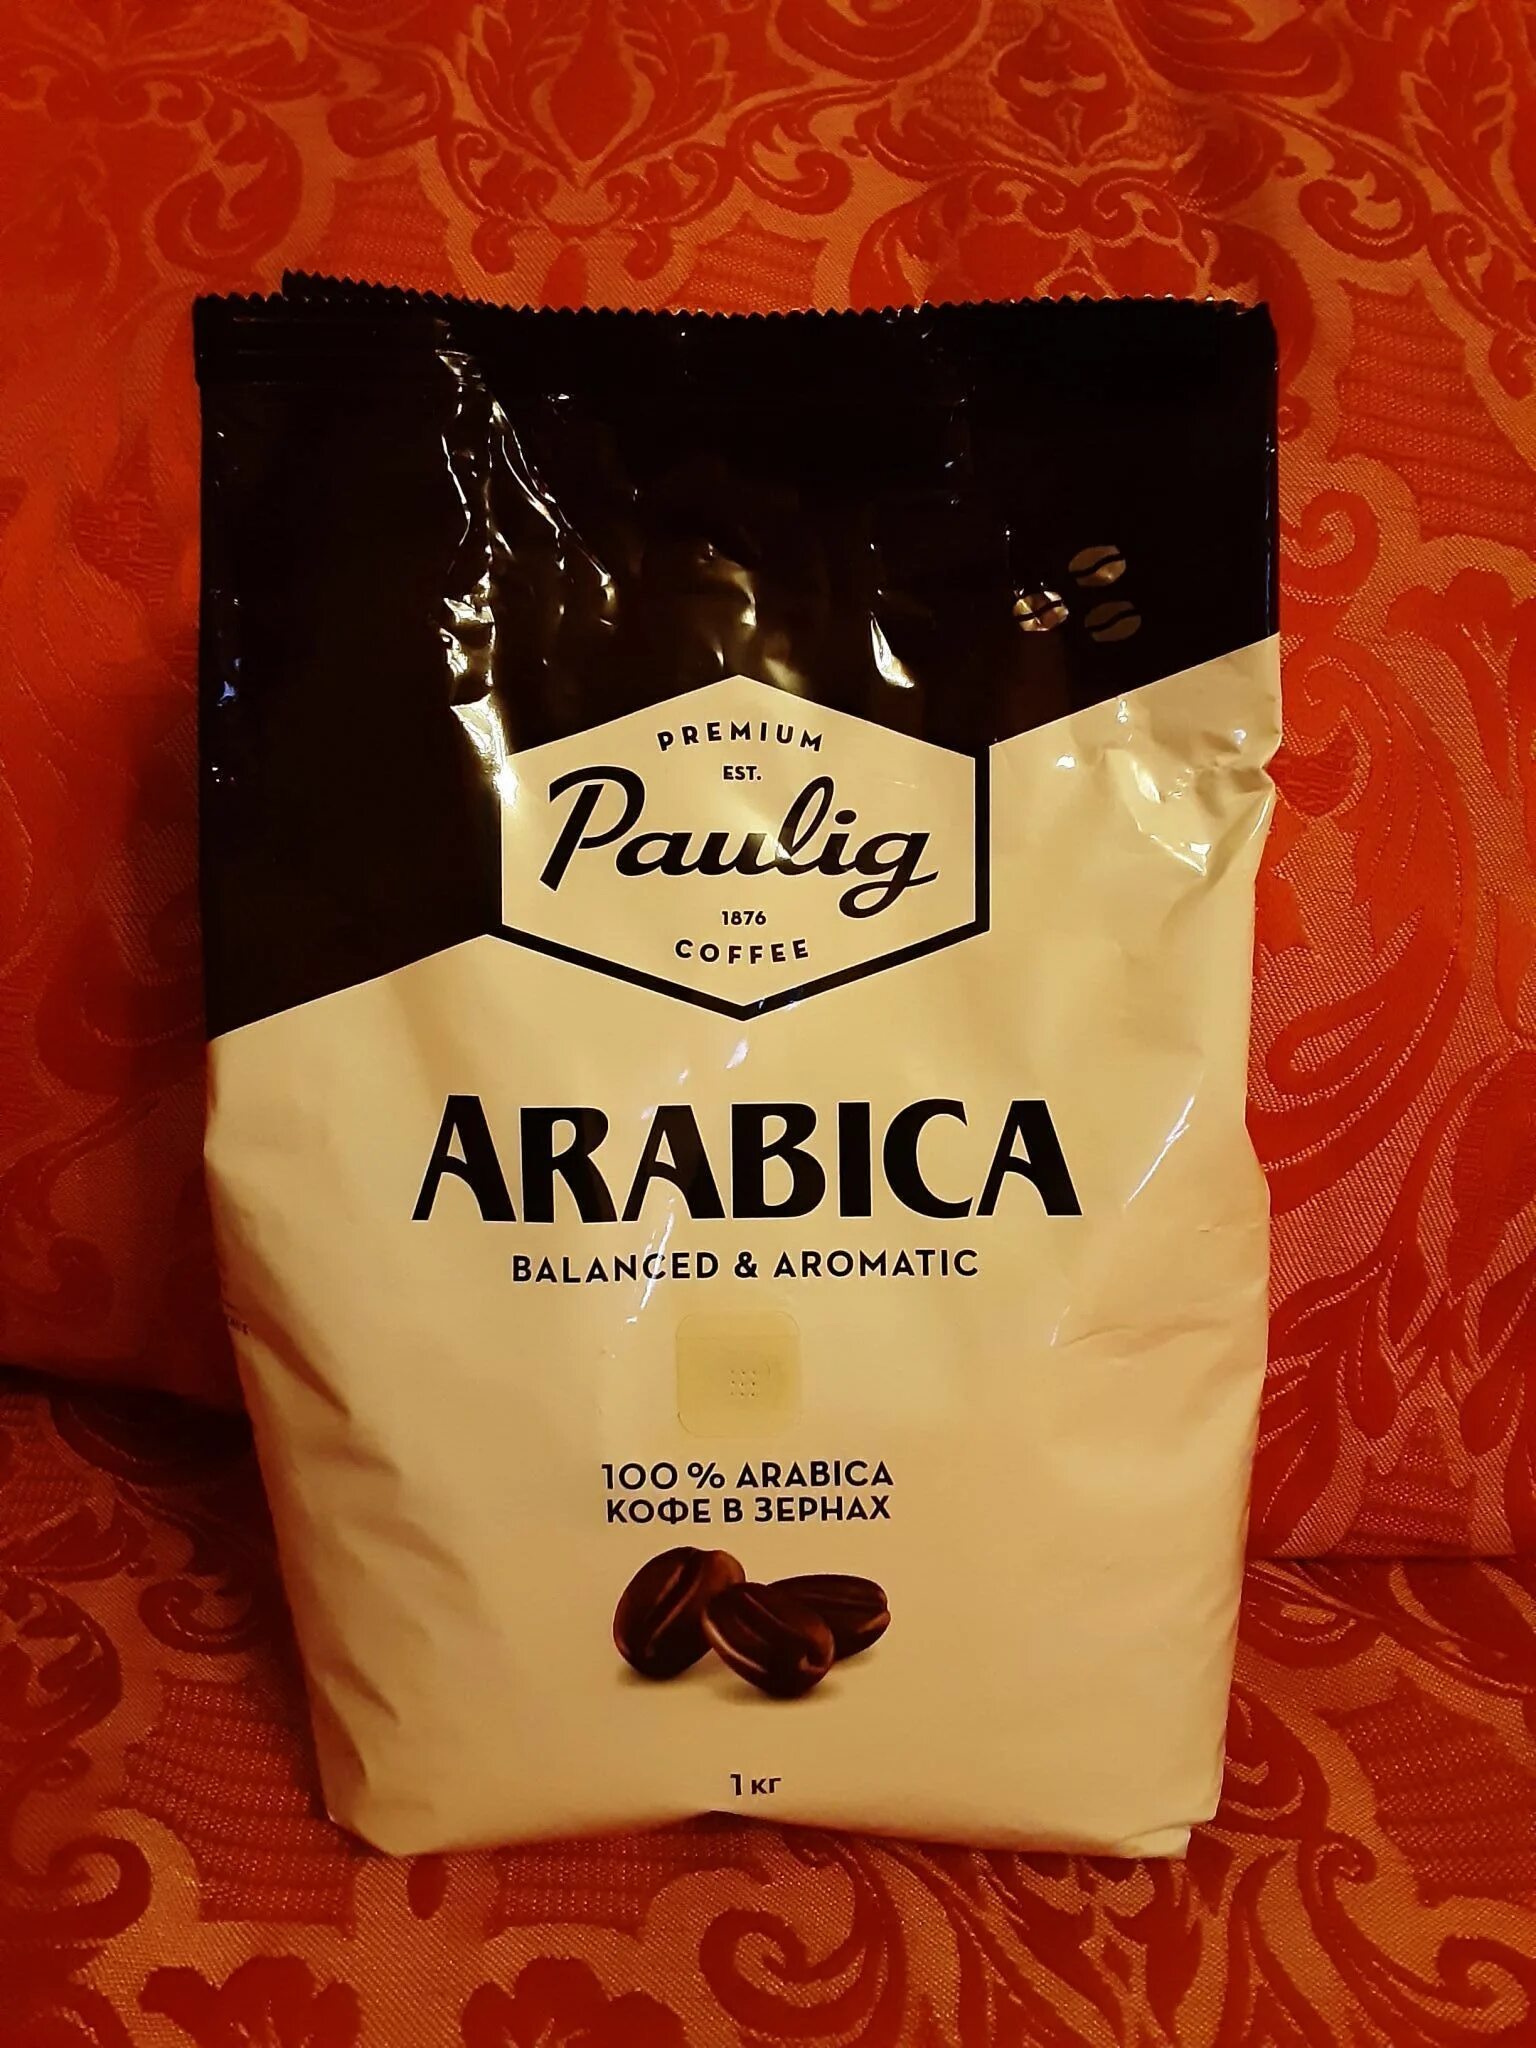 PREMIUM
EST.
Paulig
1876
COFFEE
ARABICA
BALANCED & AROMATIC
100 % ARABICA
КОФЕ В ЗЕРНАХ
1 кг